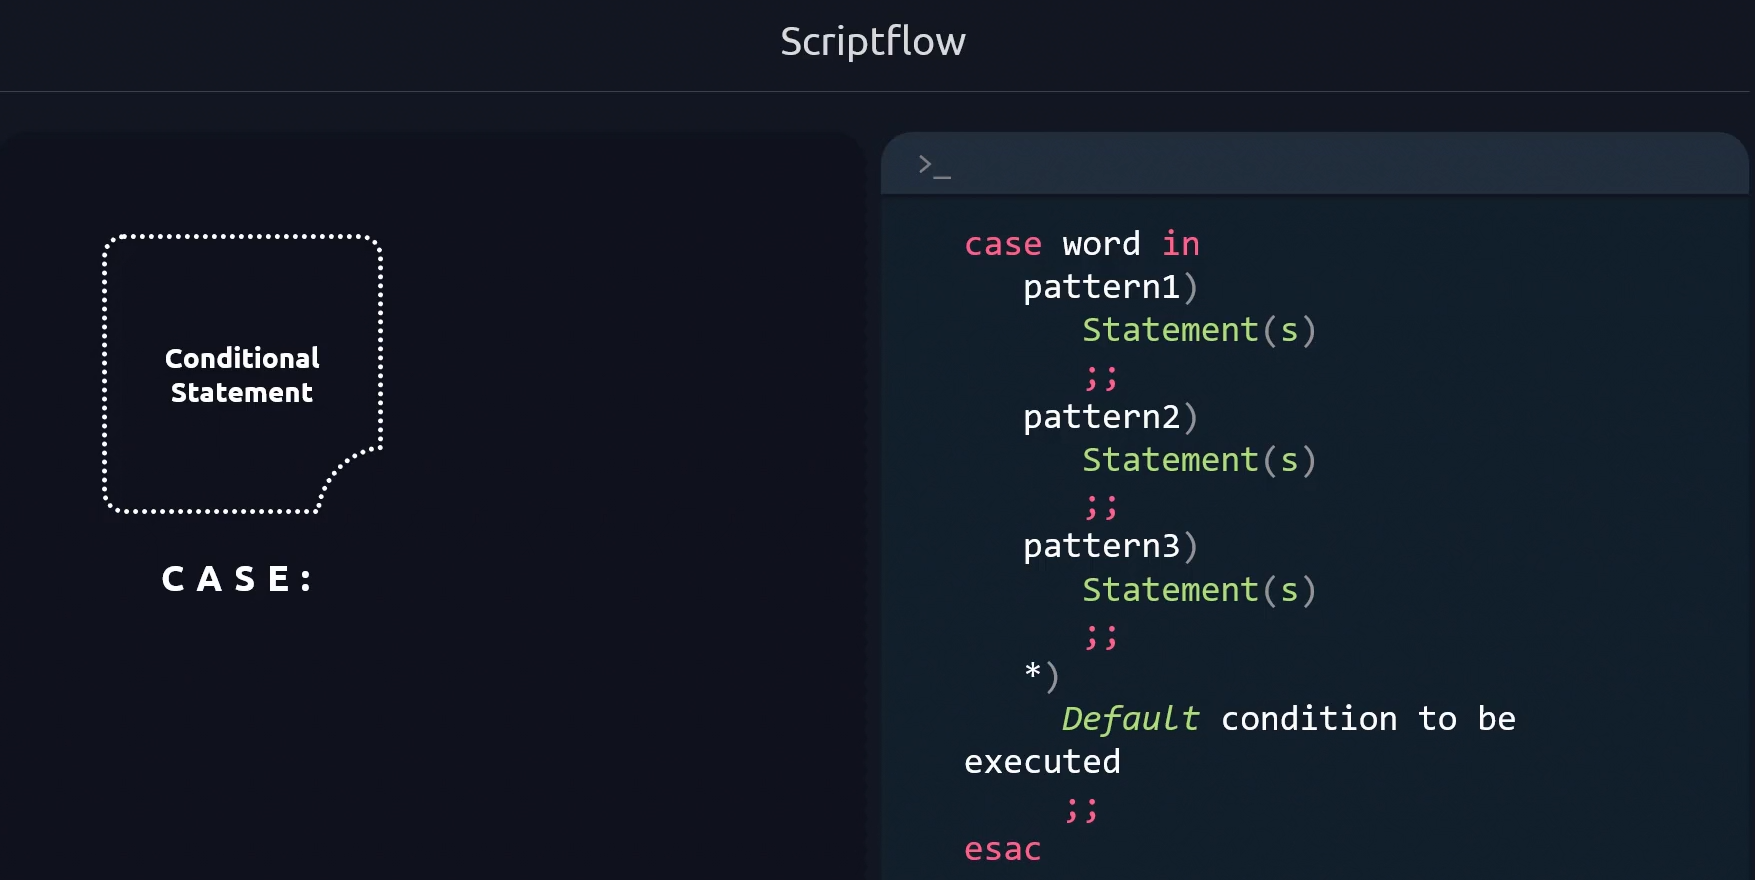 Scriptflow
Conditional
Statement
CASE:
>_
case word in
pattern1)
Statement(s)
;;
pattern2)
Statement(s)
;;
pattern3)
Statement(s)
;;
*)
Default condition to be
executed
;;
esac